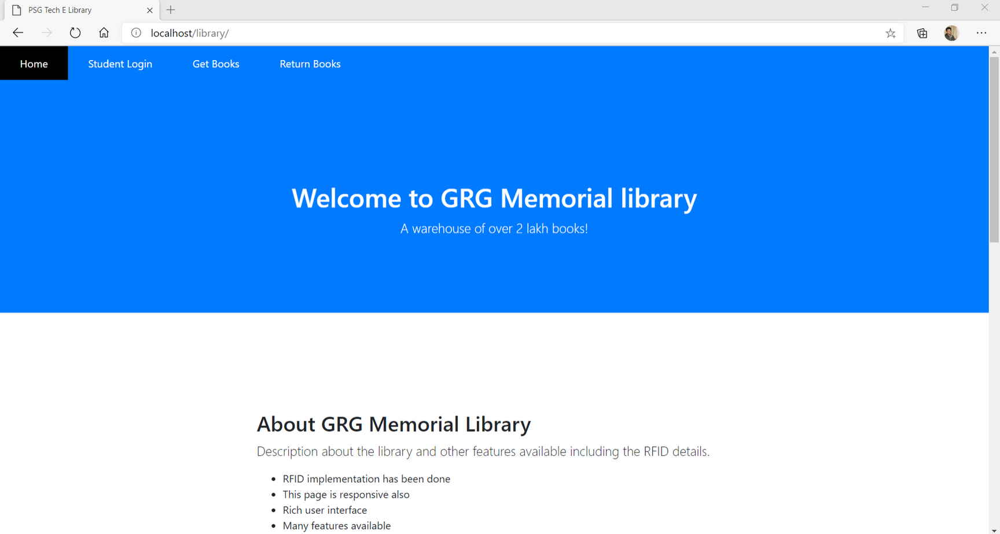 PSG Tech E Library
localhost/library/
Home Student Login Get Books Return Books
Welcome to GRG Memorial library
A warehouse of over 2 lakh books!
About GRG Memorial Library
Description about the library and other features available including the RFID details.
• RFID implementation has been done
• This page is responsive also
• Rich user interface
• Many features available